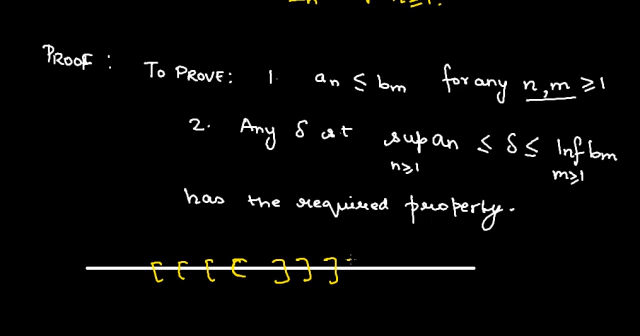 PROOF : TO PROVE: 1. an ≤ bm for any n, m ≥ 1
2. Any δ st sup an ≤ δ ≤ Inf bm
n≥1 m≥1
has the required property.
[ [ [ [ ] ] ]